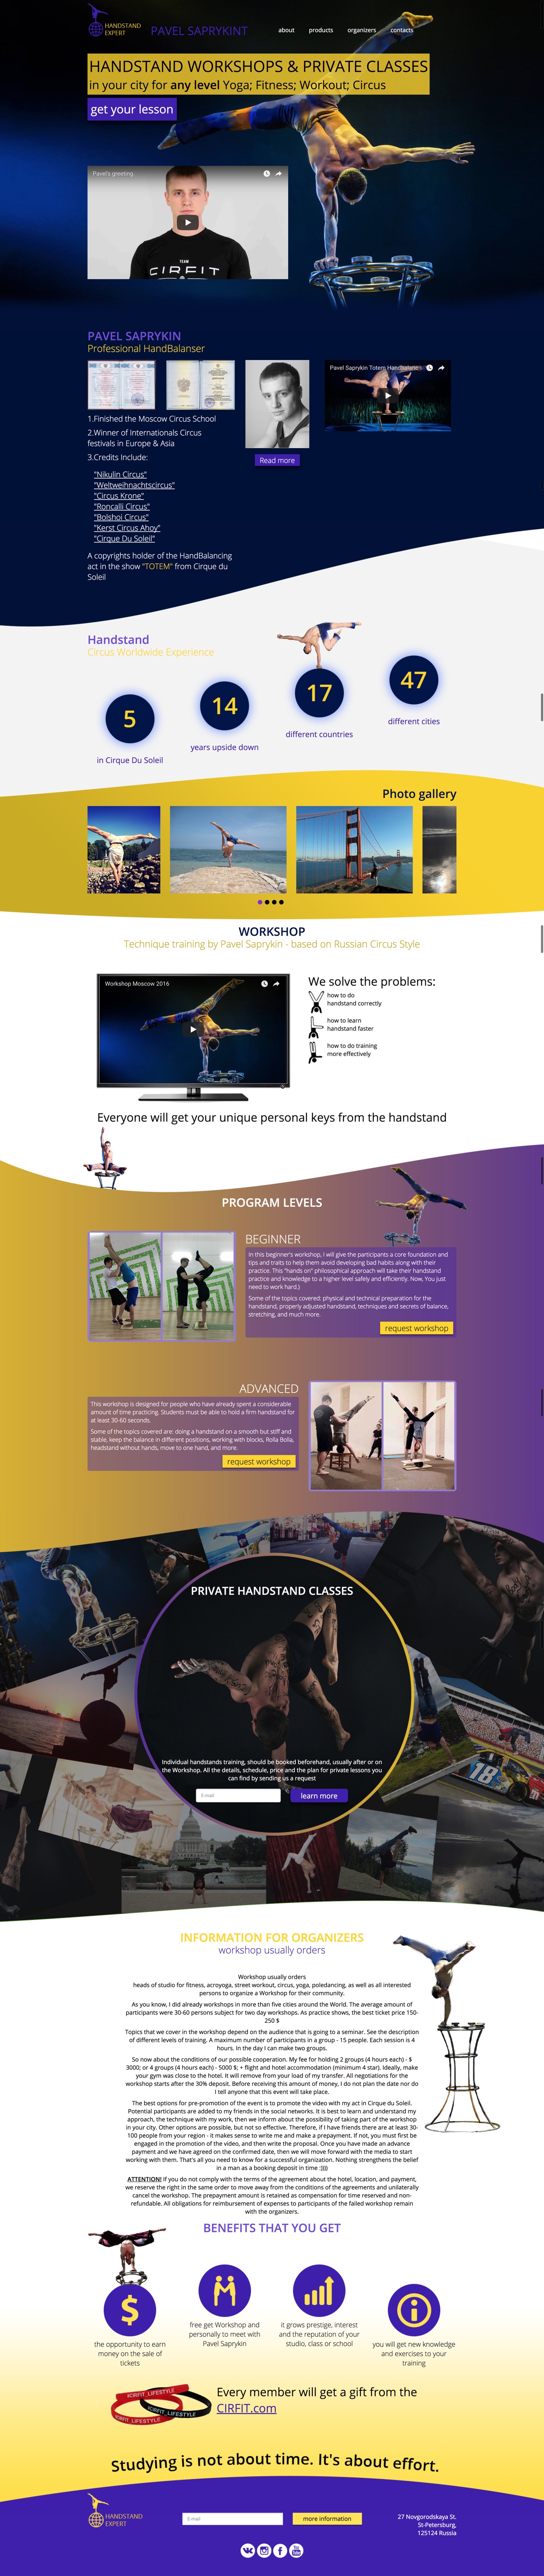 HANDSTAND
EXPERT
PAVEL SAPRYKINT
about products organizers contacts
HANDSTAND WORKSHOPS & PRIVATE CLASSES
in your city for any level Yoga; Fitness; Workout; Circus
get your lesson
Pavel's greeting
TEAM
CIRFIT
PAVEL SAPRYKIN
Professional HandBalanser
Pavel Saprykin Totem Handbalanc
1.Finished the Moscow Circus School
2.Winner of Internationals Circus
festivals in Europe & Asia
3.Credits Include:
Read more
"Nikulin Circus"
"Weltweihnachtscircus"
"Circus Krone"
"Roncalli Circus"
"Bolshoi Circus"
"Kerst Circus Ahoy"
"Cirque Du Soleil"
A copyrights holder of the HandBalancing
act in the show "TOTEM" from Cirque du
Soleil
Handstand
Circus Worldwide Experience
5
in Cirque Du Soleil
14
years upside down
17
different countries
47
different cities
Photo gallery
WORKSHOP
Technique training by Pavel Saprykin - based on Russian Circus Style
Workshop Moscow 2016
We solve the problems:
how to do
handstand correctly
how to learn
handstand faster
how to do training
more effectively
Everyone will get your unique personal keys from the handstand
PROGRAM LEVELS
BEGINNER
In this beginner's workshop, I will give the participants a core foundation and
tips and traits to help them avoid developing bad habits along with their
practice. This "hands on" philosophical approach will take their handstand
practice and knowledge to a higher level safely and efficiently. Now, You just
need to work hard.)
Some of the topics covered: physical and technical preparation for the
handstand, properly adjusted handstand, techniques and secrets of balance,
stretching, and much more.
request workshop
ADVANCED
This workshop is designed for people who have already spent a considerable
amount of time practicing. Students must be able to hold a firm handstand for
at least 30-60 seconds.
Some of the topics covered are: doing a handstand on a smooth but stiff and
stable, keep the balance in different positions, working with blocks, Rolla Bolla,
headstand without hands, move to one hand, and more.
request workshop
PRIVATE HANDSTAND CLASSES
18
Individual handstands training, should be booked beforehand, usually after or on
the Workshop. All the details, schedule, price and the plan for private lessons you
can find by sending us a request
E-mail
learn more
INFORMATION FOR ORGANIZERS
workshop usually orders
Workshop usually orders
heads of studio for fitness, acroyoga, street workout, circus, yoga, poledancing, as well as all interested
persons to organize a Workshop for their community.
As you know, I did already workshops in more than five cities around the World. The average amount of
participants were 30-60 persons subject for two day workshops. As practice shows, the best ticket price 150-
250 $
Topics that we cover in the workshop depend on the audience that is going to a seminar. See the description
of different levels of training. A maximum number of participants in a group - 15 people. Each session is 4
hours. In the day I can make two groups.
So now about the conditions of our possible cooperation. My fee for holding 2 groups (4 hours each) - $
3000; or 4 groups (4 hours each) - 5000 $; + flight and hotel accommodation (minimum 4 star). Ideally, make
your gym was close to the hotel. It will remove from your load of my transfer. All negotiations for the
workshop starts after the 30% deposit. Before receiving this amount of money, I do not plan the date nor do
I tell anyone that this event will take place.
The best options for pre-promotion of the event is to promote the video with my act in Cirque du Soleil.
Potential participants are added to my friends in the social networks. It is best to learn and understand my
approach, the technique with my work, then we inform about the possibility of taking part of the workshop
in your city. Other options are possible, but not so effective. Therefore, if I have friends there are at least 30-
100 people from your region - it makes sense to write me and make a prepayment. If not, you must first be
engaged in the promotion of the video, and then write the proposal. Once you have made an advance
payment and we have agreed on the confirmed date, then we will move forward with the media to start
working with them. That's all you need to know for a successful organization. Nothing strengthens the belief
in a man as a booking deposit in time :))))
ATTENTION! If you do not comply with the terms of the agreement about the hotel, location, and payment,
we reserve the right in the same order to move away from the conditions of the agreements and unilaterally
cancel the workshop. The prepayment amount is retained as compensation for time reserved and non-
refundable. All obligations for reimbursement of expenses to participants of the failed workshop remain
with the organizers.
BENEFITS THAT YOU GET
$
the opportunity to earn
money on the sale of
tickets
free get Workshop and
personally to meet with
Pavel Saprykin
it grows prestige, interest
and the reputation of your
studio, class or school
you will get new knowledge
and exercises to your
training
#CIRFIT_LIFESTYLE
#CIRFIT_LIFESTYLE
#CIRFIT_LIFESTYLE
Every member will get a gift from the
CIRFIT.com
Studying is not about time. It's about effort.
HANDSTAND
EXPERT
E-mail
more information
27 Novgorodskaya St.
St-Petersburg,
125124 Russia
You